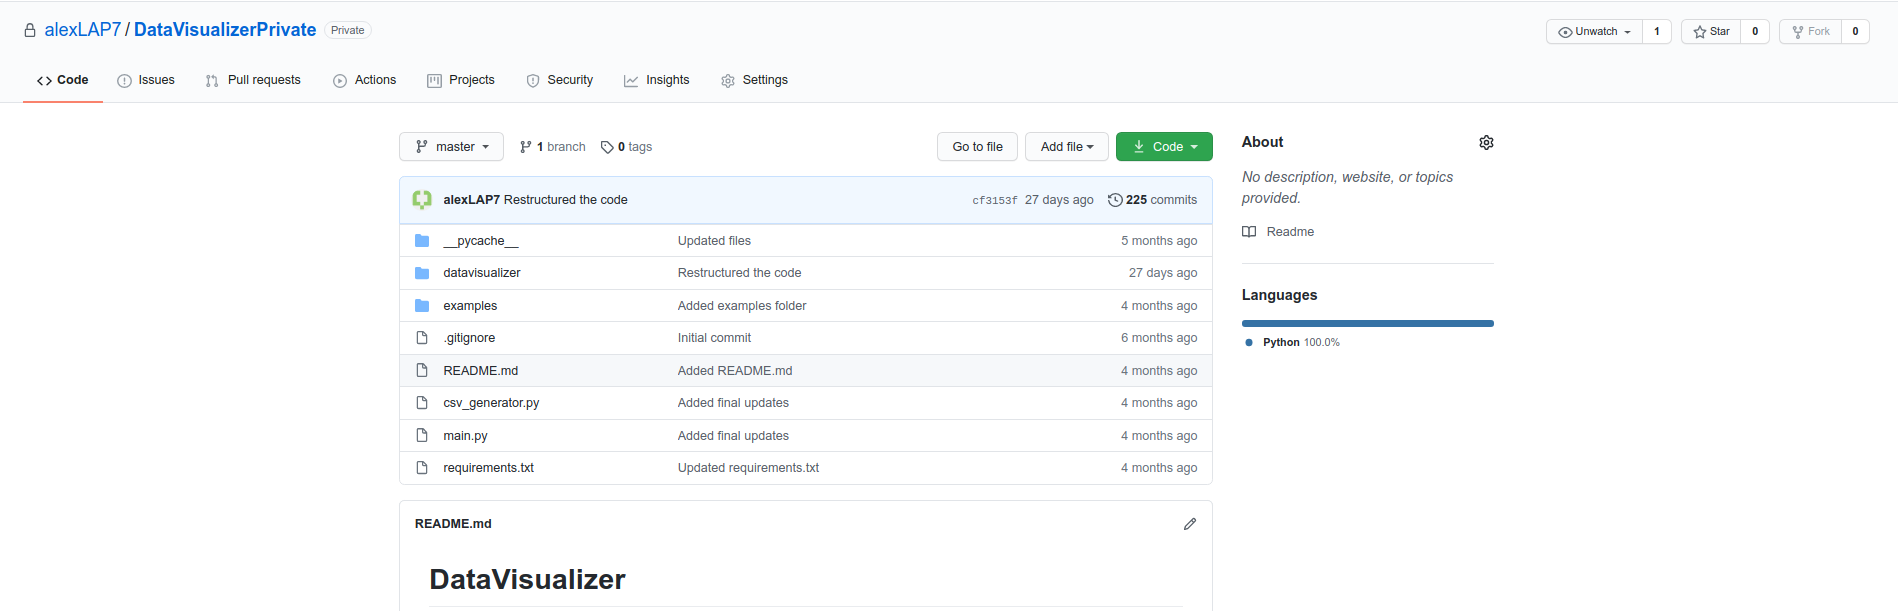 alexLAP7 / DataVisualizerPrivate Private Unwatch 1 Star 0 Fork 0
Code Issues Pull requests Actions Projects Security Insights Settings
master 1 branch 0 tags Go to file Add file Code
alexLAP7 Restructured the code cf3153f 27 days ago 225 commits
__pycache__ Updated files 5 months ago
datavisualizer Restructured the code 27 days ago
examples Added examples folder 4 months ago
.gitignore Initial commit 6 months ago
README.md Added README.md 4 months ago
csv_generator.py Added final updates 4 months ago
main.py Added final updates 4 months ago
requirements.txt Updated requirements.txt 4 months ago
README.md
DataVisualizer
About
No description, website, or topics
provided.
Readme
Languages
Python 100.0%